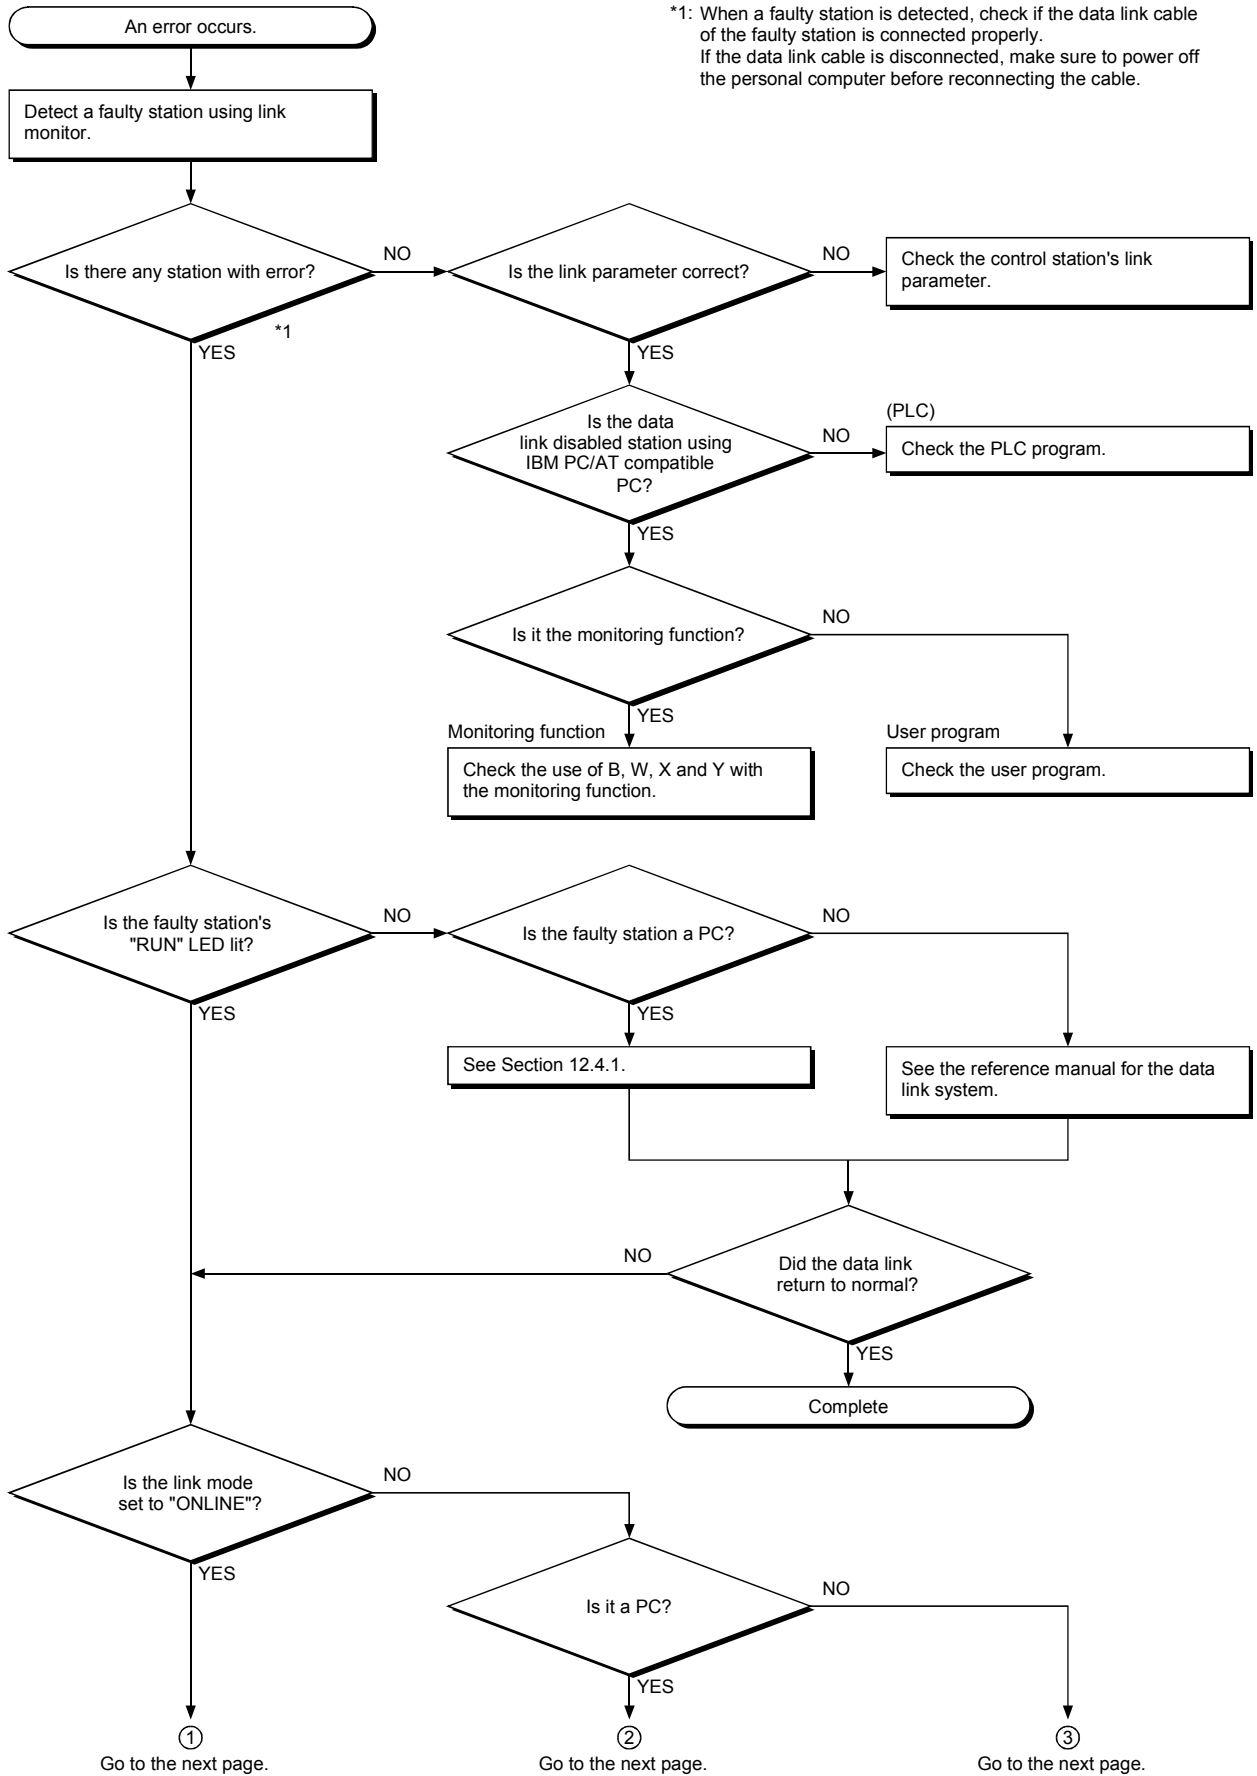 An error occurs.
*1: When a faulty station is detected, check if the data link cable
of the faulty station is connected properly.
If the data link cable is disconnected, make sure to power off
the personal computer before reconnecting the cable.
Detect a faulty station using link
monitor.
Is there any station with error?
NO
Is the link parameter correct?
NO
Check the control station's link
parameter.
*1
YES
YES
Is the data
link disabled station using
IBM PC/AT compatible
PC?
NO
(PLC)
Check the PLC program.
YES
Is it the monitoring function?
NO
YES
Monitoring function
Check the use of B, W, X and Y with
the monitoring function.
User program
Check the user program.
Is the faulty station's
"RUN" LED lit?
NO
Is the faulty station a PC?
NO
YES
YES
See Section 12.4.1.
See the reference manual for the data
link system.
Did the data link
return to normal?
NO
YES
Complete
Is the link mode
set to "ONLINE"?
NO
YES
Is it a PC?
NO
YES
①
Go to the next page.
②
Go to the next page.
③
Go to the next page.